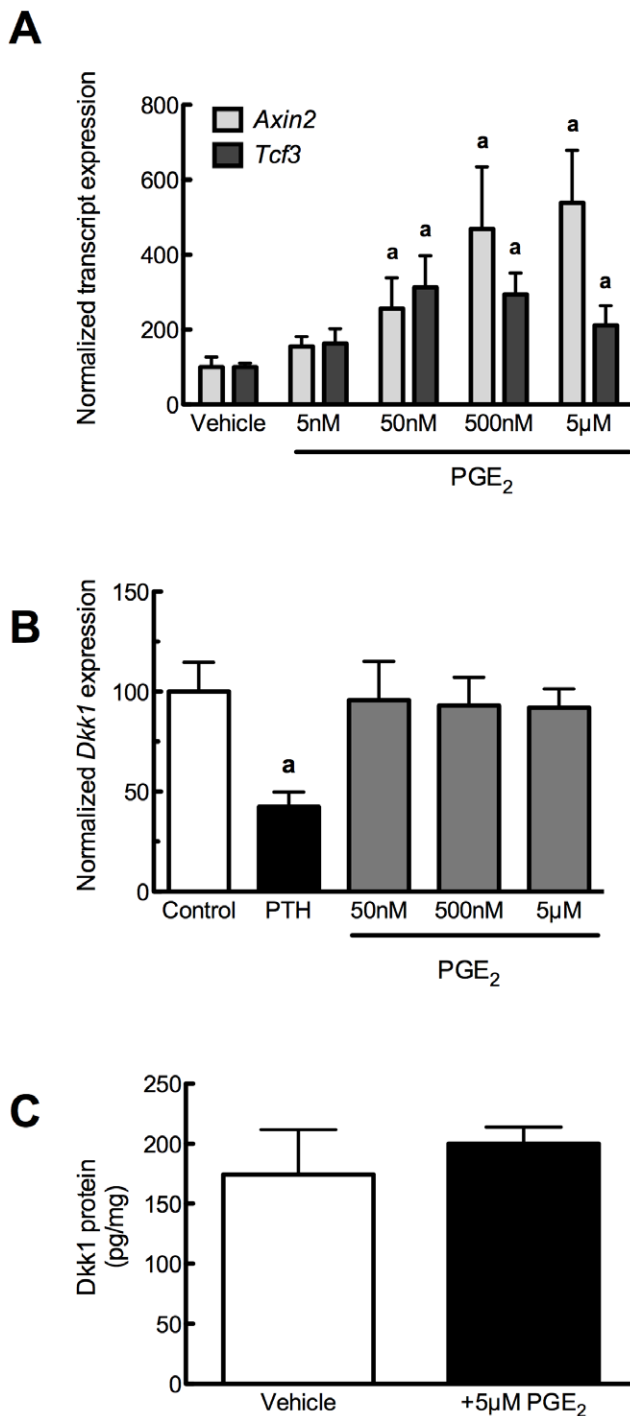 A
Normalized transcript expression
800
600
400
200
0
Axin2
Tcf3
a a a a a a
Vehicle 5nM 50nM 500nM 5µM
PGE2
B
Normalized Dkk1 expression
150
100
50
0
a
Control PTH 50nM 500nM 5µM
PGE2
C
Dkk1 protein
(pg/mg)
250
200
150
100
50
0
Vehicle +5µM PGE2